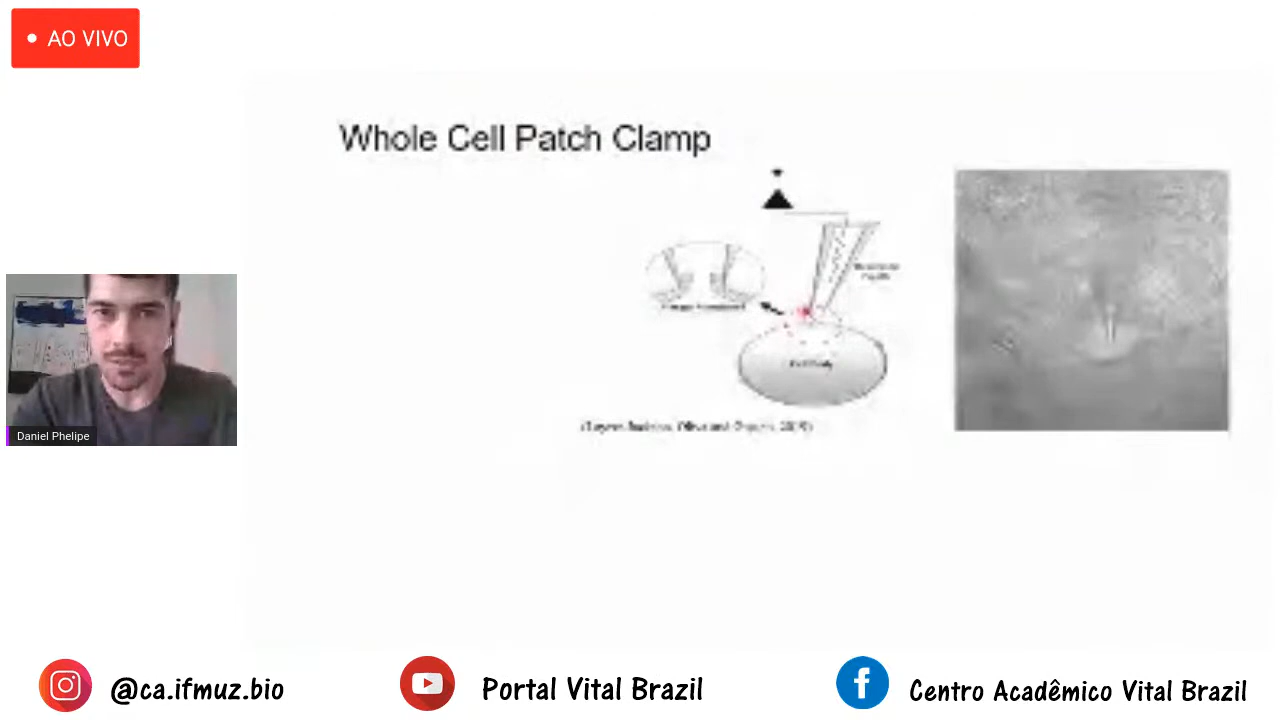 AO VIVO
Whole Cell Patch Clamp
Daniel Phelipe
@ca.ifmuz.bio
Portal Vital Brazil
Centro Acadêmico Vital Brazil